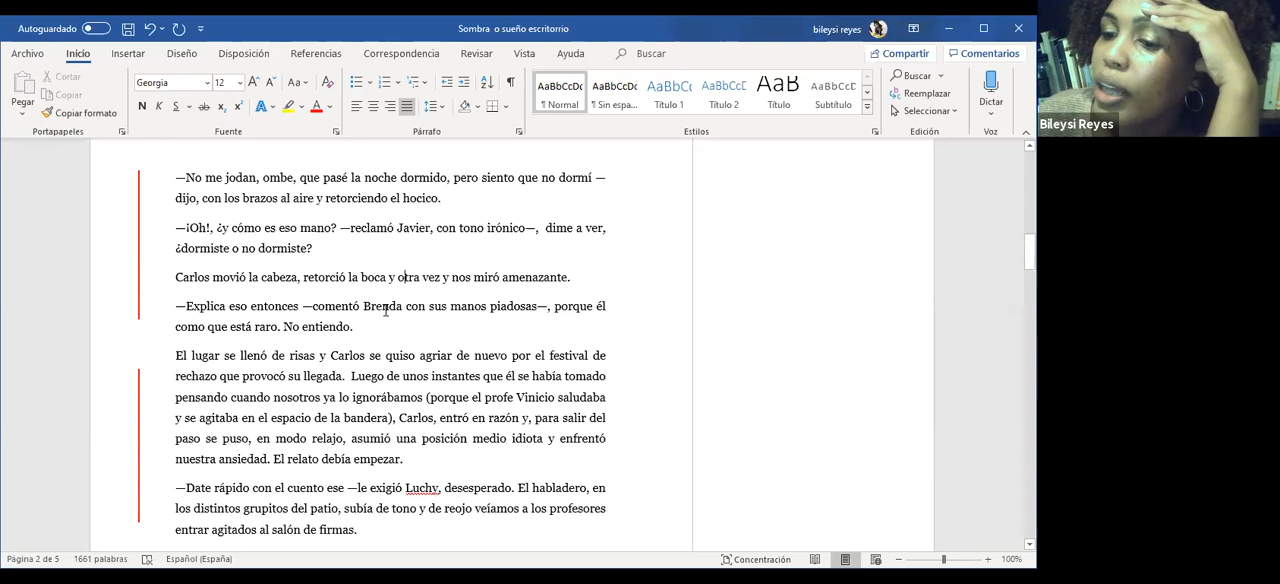 Autoguardado
Sombra o sueño escritorrio
bileysi reyes
Archivo Inicio Insertar Diseño Disposición Referencias Correspondencia Revisar Vista Ayuda Buscar
Compartir Comentarios
Pegar
Cortar
Copiar
Copiar formato
Portapapeles
Georgia 12 A A Aa A
N K S ab x₂ x² A A
Fuente
Párrafo
AaBbCcDc AaBbCcDc AaBbC AaBbCcD AaB AaBbCcD
¶ Normal ¶ Sin espa... Título 1 Título 2 Título Subtítulo
Estilos
Buscar
Reemplazar
Seleccionar
Edición
Dictar
Voz
Bileysi Reyes
—No me jodan, ombe, que pasé la noche dormido, pero siento que no dormí —
dijo, con los brazos al aire y retorciendo el hocico.
—¡Oh!, ¿y cómo es eso mano? —reclamó Javier, con tono irónico—, dime a ver,
¿dormiste o no dormiste?
Carlos movió la cabeza, retorció la boca y otra vez y nos miró amenazante.
—Explica eso entonces —comentó Brenda con sus manos piadosas—, porque él
como que está raro. No entiendo.
El lugar se llenó de risas y Carlos se quiso agriar de nuevo por el festival de
rechazo que provocó su llegada. Luego de unos instantes que él se había tomado
pensando cuando nosotros ya lo ignorábamos (porque el profe Vinicio saludaba
y se agitaba en el espacio de la bandera), Carlos, entró en razón y, para salir del
paso se puso, en modo relajo, asumió una posición medio idiota y enfrentó
nuestra ansiedad. El relato debía empezar.
—Date rápido con el cuento ese —le exigió Luchy, desesperado. El habladero, en
los distintos grupitos del patio, subía de tono y de reojo veíamos a los profesores
entrar agitados al salón de firmas.
Página 2 de 5 1661 palabras Español (España) Concentración 100%